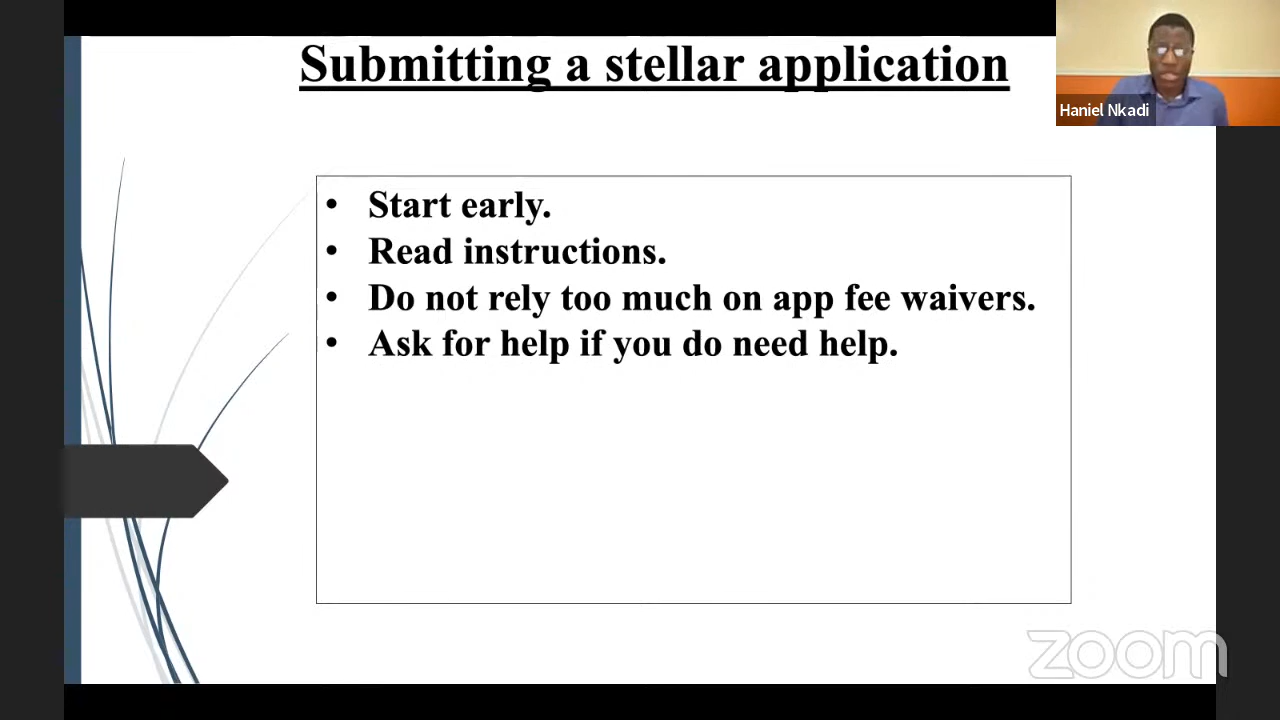 Submitting a stellar application
Haniel Nkadi
• Start early.
• Read instructions.
• Do not rely too much on app fee waivers.
• Ask for help if you do need help.
zoom